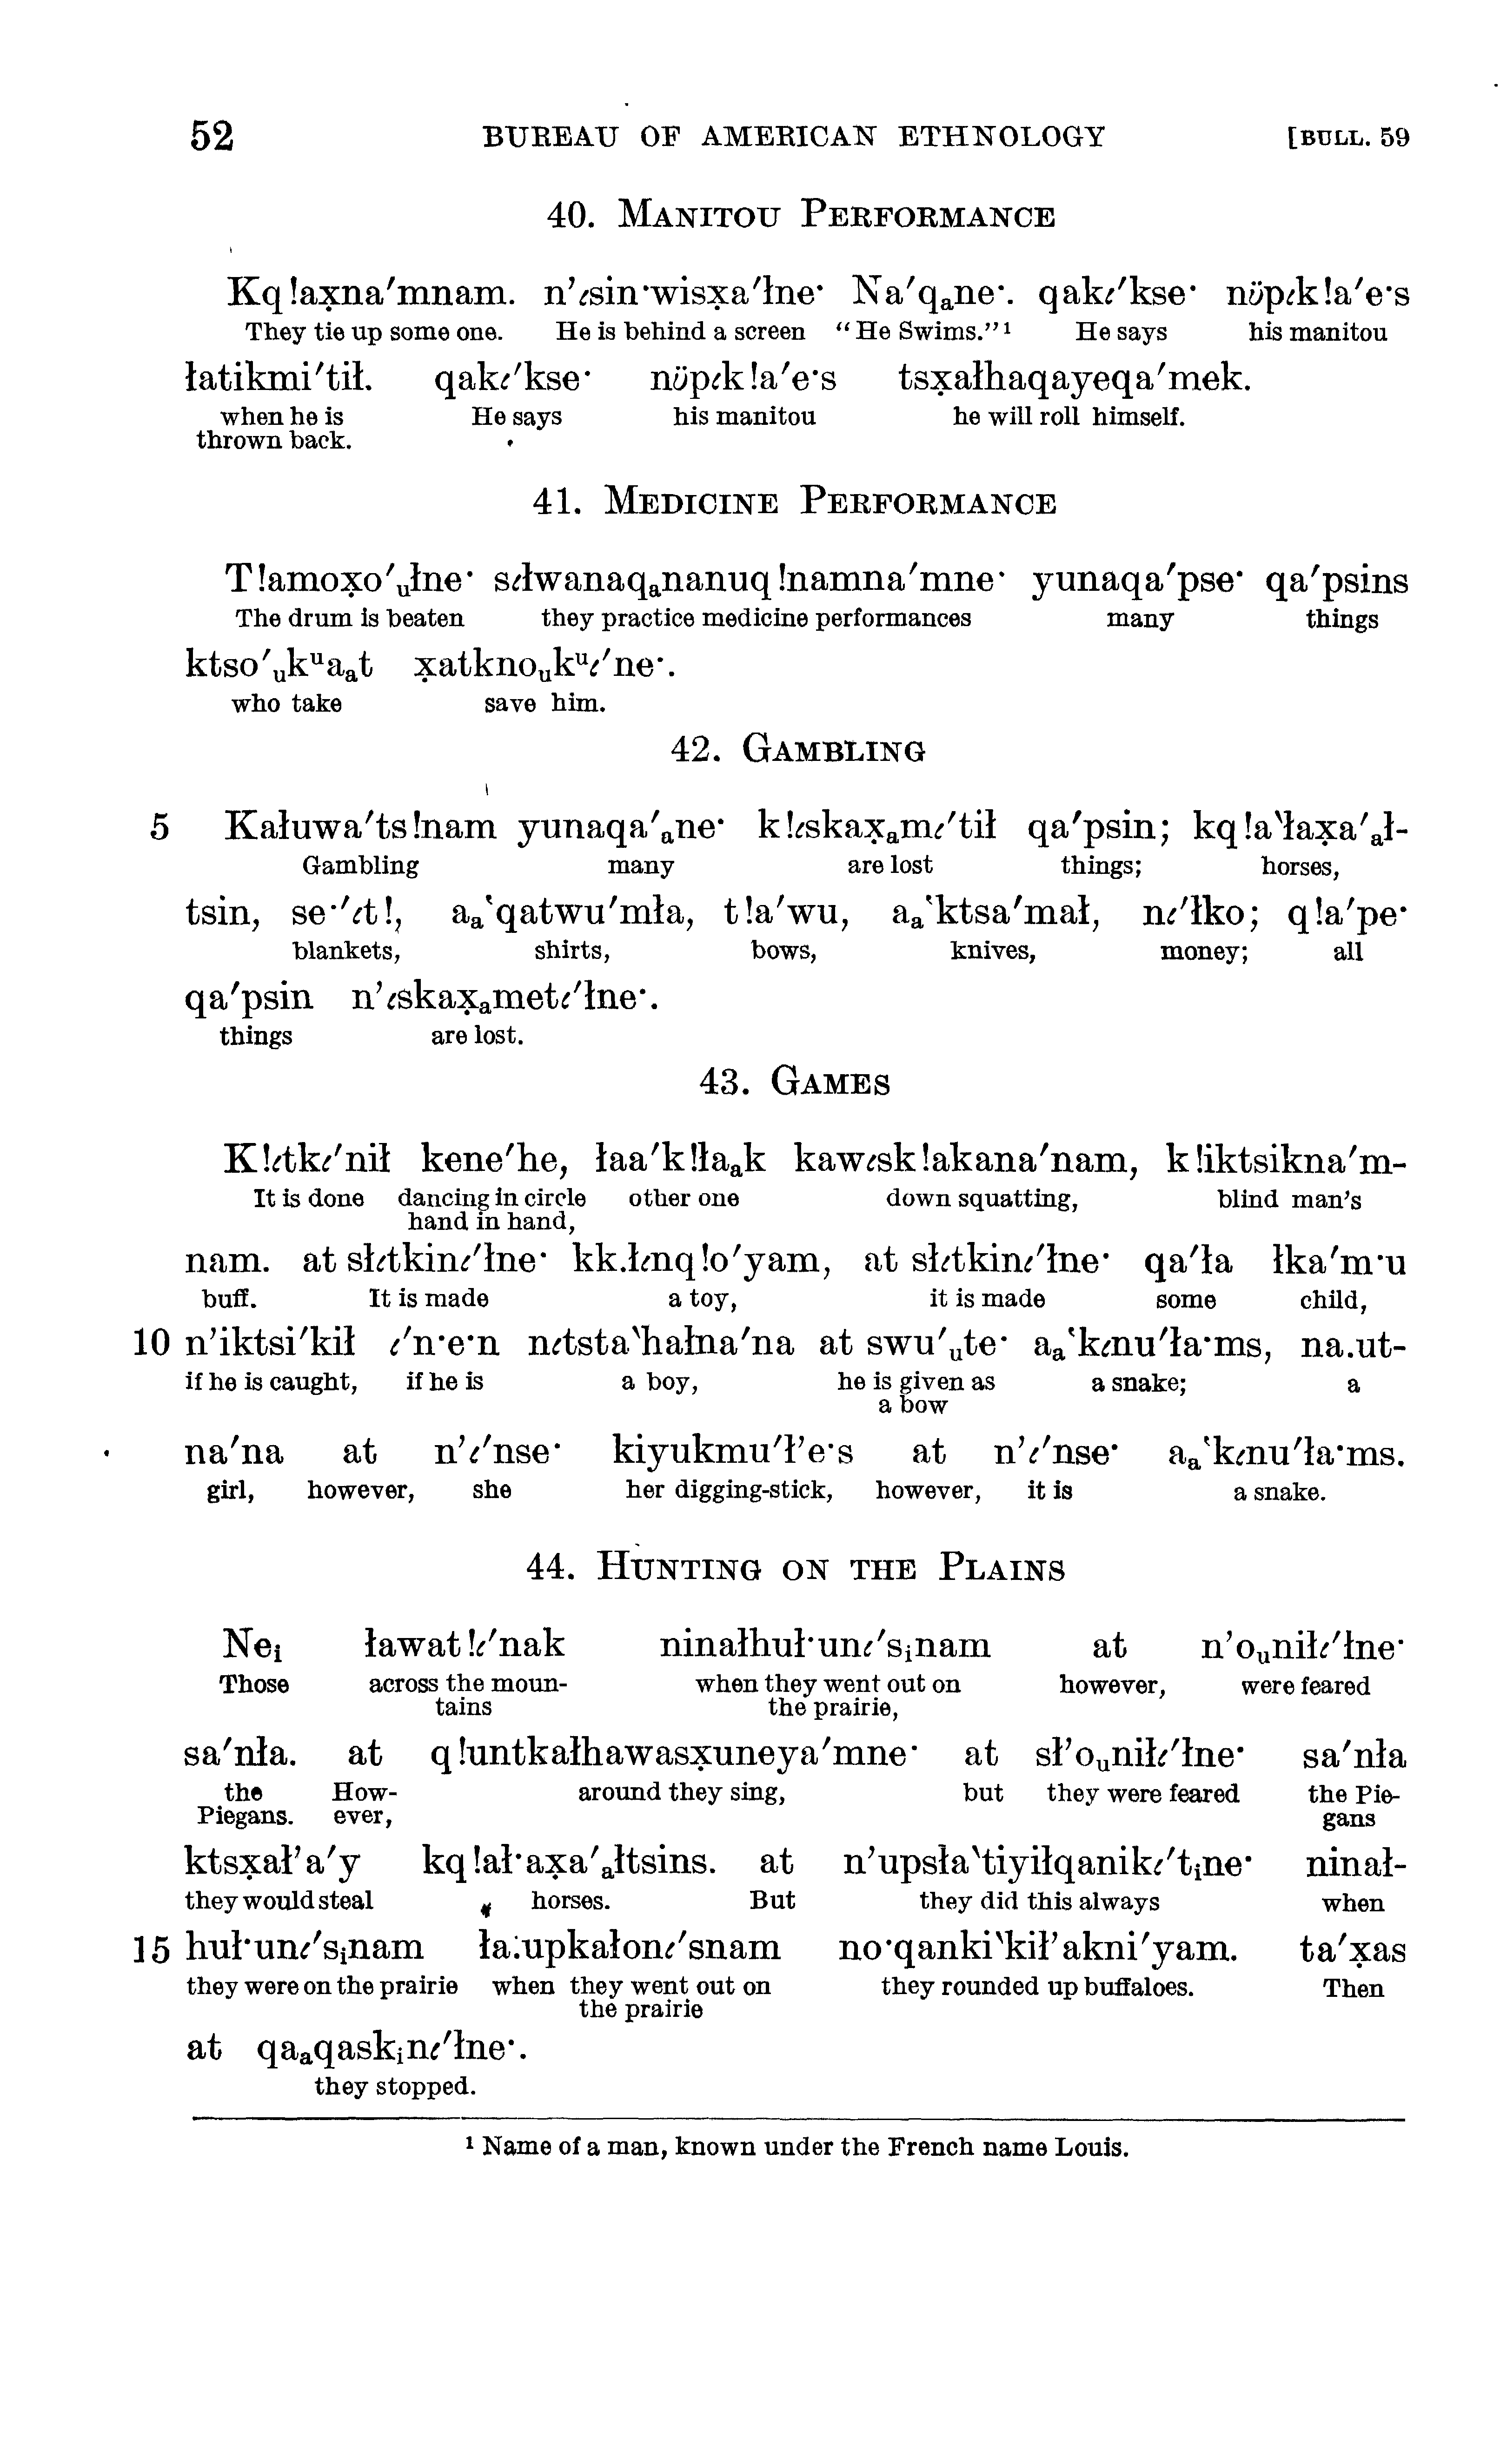 52 BUREAU OF AMERICAN ETHNOLOGY [BULL. 59
40. MANITOU PERFORMANCE
Kq!ax̣na′mnam. n’ɩsin·wisx̣a′łne· Na′qₐne·. qakɩ′kse· nöpɩk!a′e·s
They tie up some one. He is behind a screen “He Swims.”¹ He says his manitou
łatikmi′tił. qakɩ′kse· nöpɩk!a′e·s tsx̣ałhaqayeqa′mek.
when he is He says his manitou he will roll himself.
thrown back.
41. MEDICINE PERFORMANCE
T!amox̣o′ᵤłne· sɩłwanaqₐnanuq!namna′mne· yunaqa′pse· qa′psins
The drum is beaten they practice medicine performances many things
ktso′ᵤkᵘaₐt x̣atknoᵤkᵘɩ′ne·.
who take save him.
42. GAMBLING
5 Kałuwa′ts!nam yunaqa′ₐne· k!ɩskax̣ₐmɩ′tił qa′psin; kq!a‵łax̣a′ₐł-
Gambling many are lost things; horses,
tsin, se·′ɩt!, aₐ‘qatwu′mła, t!a′wu, aₐ‘ktsa′mał, nɩ′łko; q!a′pe·
blankets, shirts, bows, knives, money; all
qa′psin n’ɩskax̣ₐmetɩ′łne·.
things are lost.
43. GAMES
K!ɩtkɩ′nił kene′he, łaa′k!łaₐk kawɩsk!akana′nam, k!iktsikna′m-
It is done dancing in circle other one down squatting, blind man’s
hand in hand,
nam. at słɩtkinɩ′łne· kk.łɩnq!o′yam, at słɩtkinɩ′łne· qa′ła łka′m·u
buff. It is made a toy, it is made some child,
10 n’iktsi′kił ɩ′n·e·n nɩtsta‵hałna′na at swu′ᵤte· aₐ‘kɩnu′ła·ms, na.ut-
if he is caught, if he is a boy, he is given as a snake; a
a bow
na′na at n’ɩ′nse· kiyukmu′ł’e·s at n’ɩ′nse· aₐ‘kɩnu′ła·ms.
girl, however, she her digging-stick, however, it is a snake.
44. HUNTING ON THE PLAINS
Neᵢ ławat!ɩ′nak ninałhuł·unɩ′sᵢnam at n’oᵤniłɩ′łne·
Those across the moun- when they went out on however, were feared
tains the prairie,
sa′nła. at q!untkałhawasx̣uneya′mne· at sł’oᵤniłɩ′łne· sa′nła
the How- around they sing, but they were feared the Pie-
Piegans. ever, gans
ktsx̣ał’a′y kq!ał·ax̣a′ₐłtsins. at n’upsła‵tiyiłqanikɩ′tᵢne· ninał-
they would steal horses. But they did this always when
15 huł·unɩ′sᵢnam ła:upkałonɩ′snam no·qanki‵kił’akni′yam. ta′x̣as
they were on the prairie when they went out on they rounded up buffaloes. Then
the prairie
at qaₐqaskᵢnɩ′łne·.
they stopped.
¹ Name of a man, known under the French name Louis.